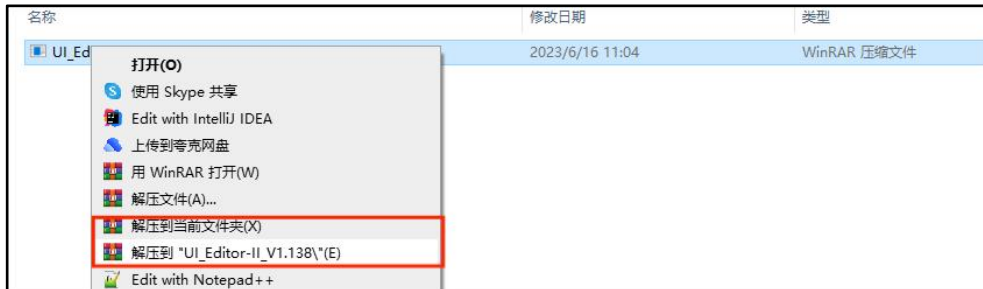 名称 修改日期 类型
UI_Ed 2023/6/16 11:04 WinRAR 压缩文件
打开(O)
使用 Skype 共享
Edit with IntelliJ IDEA
上传到夸克网盘
用 WinRAR 打开(W)
解压文件(A)...
解压到当前文件夹(X)
解压到 "UI_Editor-II_V1.138\"(E)
Edit with Notepad++